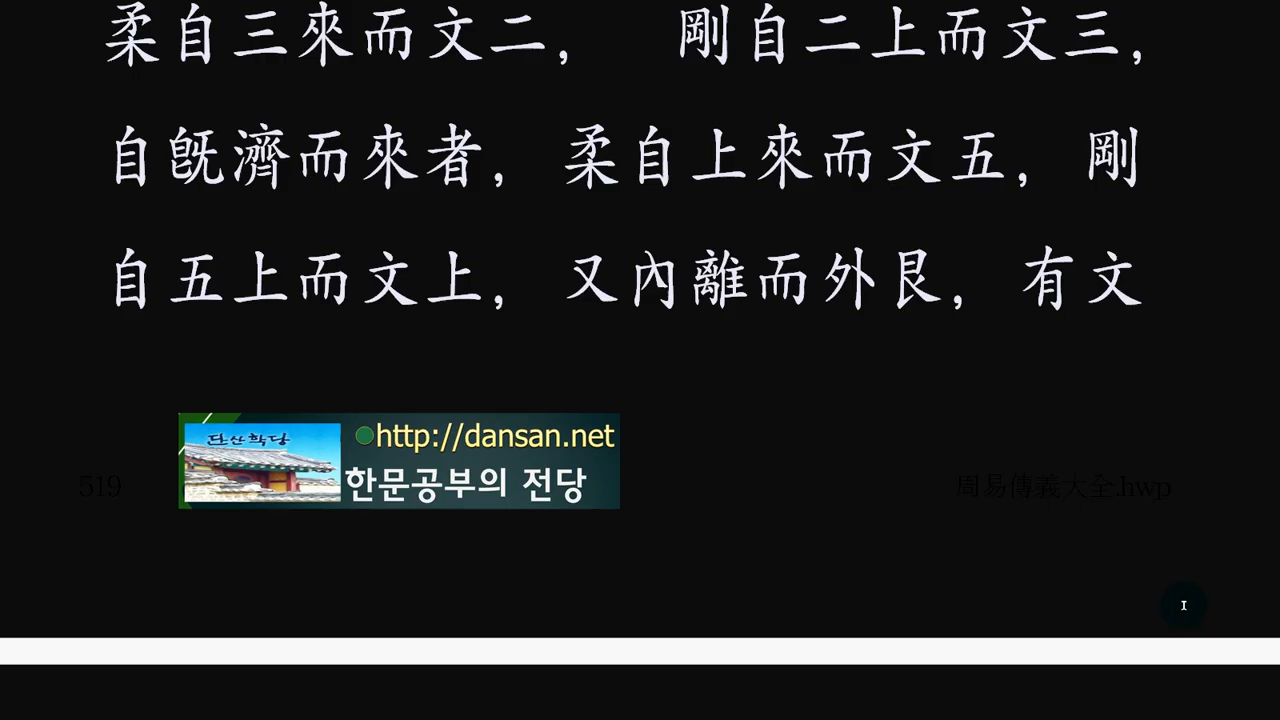 柔自三來而文二, 剛自二上而文三,
自旣濟而來者, 柔自上來而文五, 剛
自五上而文上, 又內離而外艮, 有文
단산학당
http://dansan.net
한문공부의 전당
519
周易傳義大全.hwp